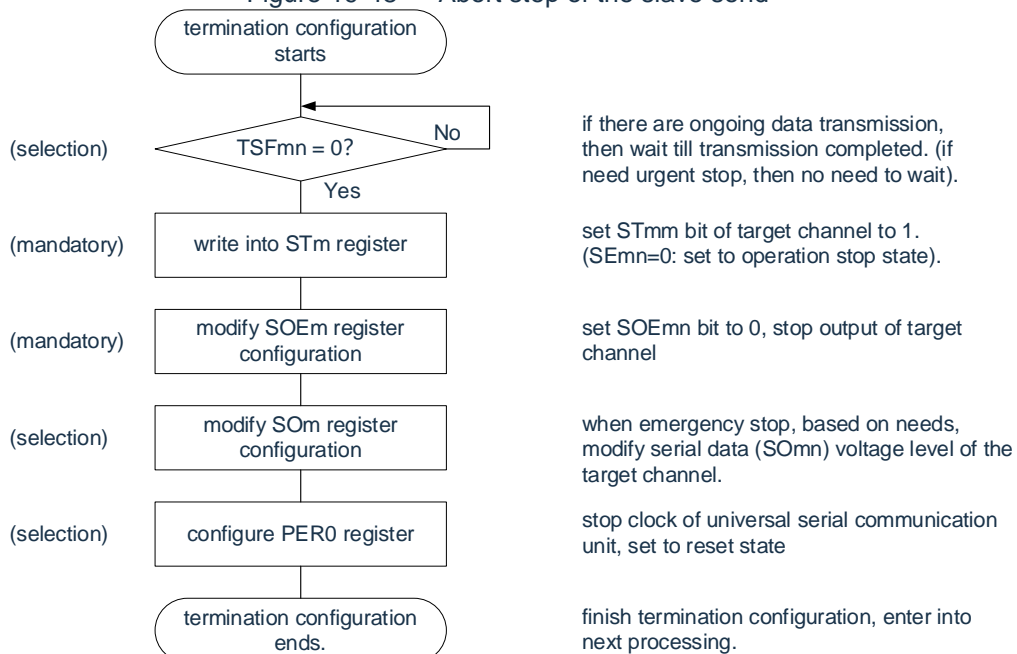 Abort stop of the slave send
termination configuration
starts
(selection)
TSFmn = 0?
No
Yes
if there are ongoing data transmission,
then wait till transmission completed. (if
need urgent stop, then no need to wait).
(mandatory)
write into STm register
set STmm bit of target channel to 1.
(SEmn=0: set to operation stop state).
(mandatory)
modify SOEm register
configuration
set SOEmn bit to 0, stop output of target
channel
(selection)
modify SOm register
configuration
when emergency stop, based on needs,
modify serial data (SOmn) voltage level of the
target channel.
(selection)
configure PER0 register
stop clock of universal serial communication
unit, set to reset state
termination configuration
ends.
finish termination configuration, enter into
next processing.